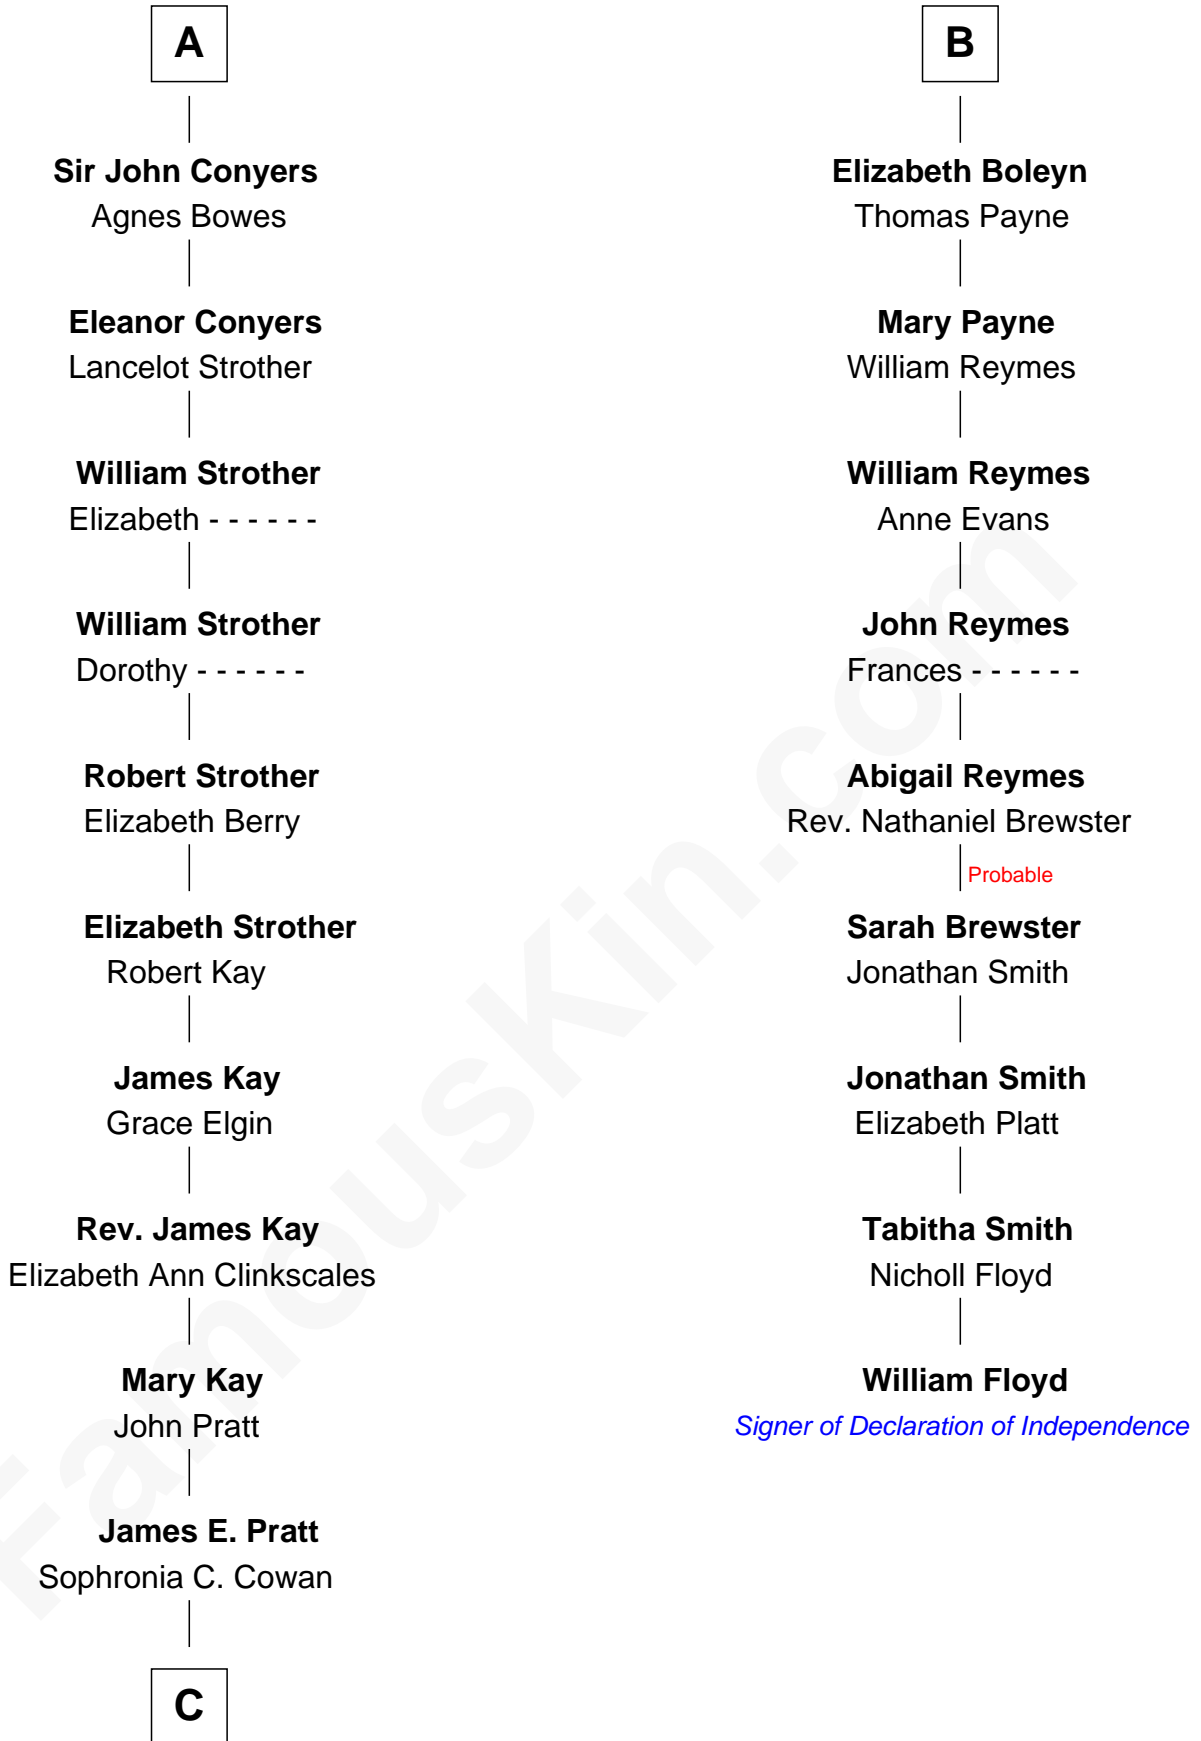 A
Sir John Conyers
Agnes Bowes
Eleanor Conyers
Lancelot Strother
William Strother
Elizabeth - - - - - -
William Strother
Dorothy - - - - - -
Robert Strother
Elizabeth Berry
Elizabeth Strother
Robert Kay
James Kay
Grace Elgin
Rev. James Kay
Elizabeth Ann Clinkscales
Mary Kay
John Pratt
James E. Pratt
Sophronia C. Cowan
C
B
Elizabeth Boleyn
Thomas Payne
Mary Payne
William Reymes
William Reymes
Anne Evans
John Reymes
Frances - - - - - -
Abigail Reymes
Rev. Nathaniel Brewster
Probable
Sarah Brewster
Jonathan Smith
Jonathan Smith
Elizabeth Platt
Tabitha Smith
Nicholl Floyd
William Floyd
Signer of Declaration of Independence
FamousKin.com